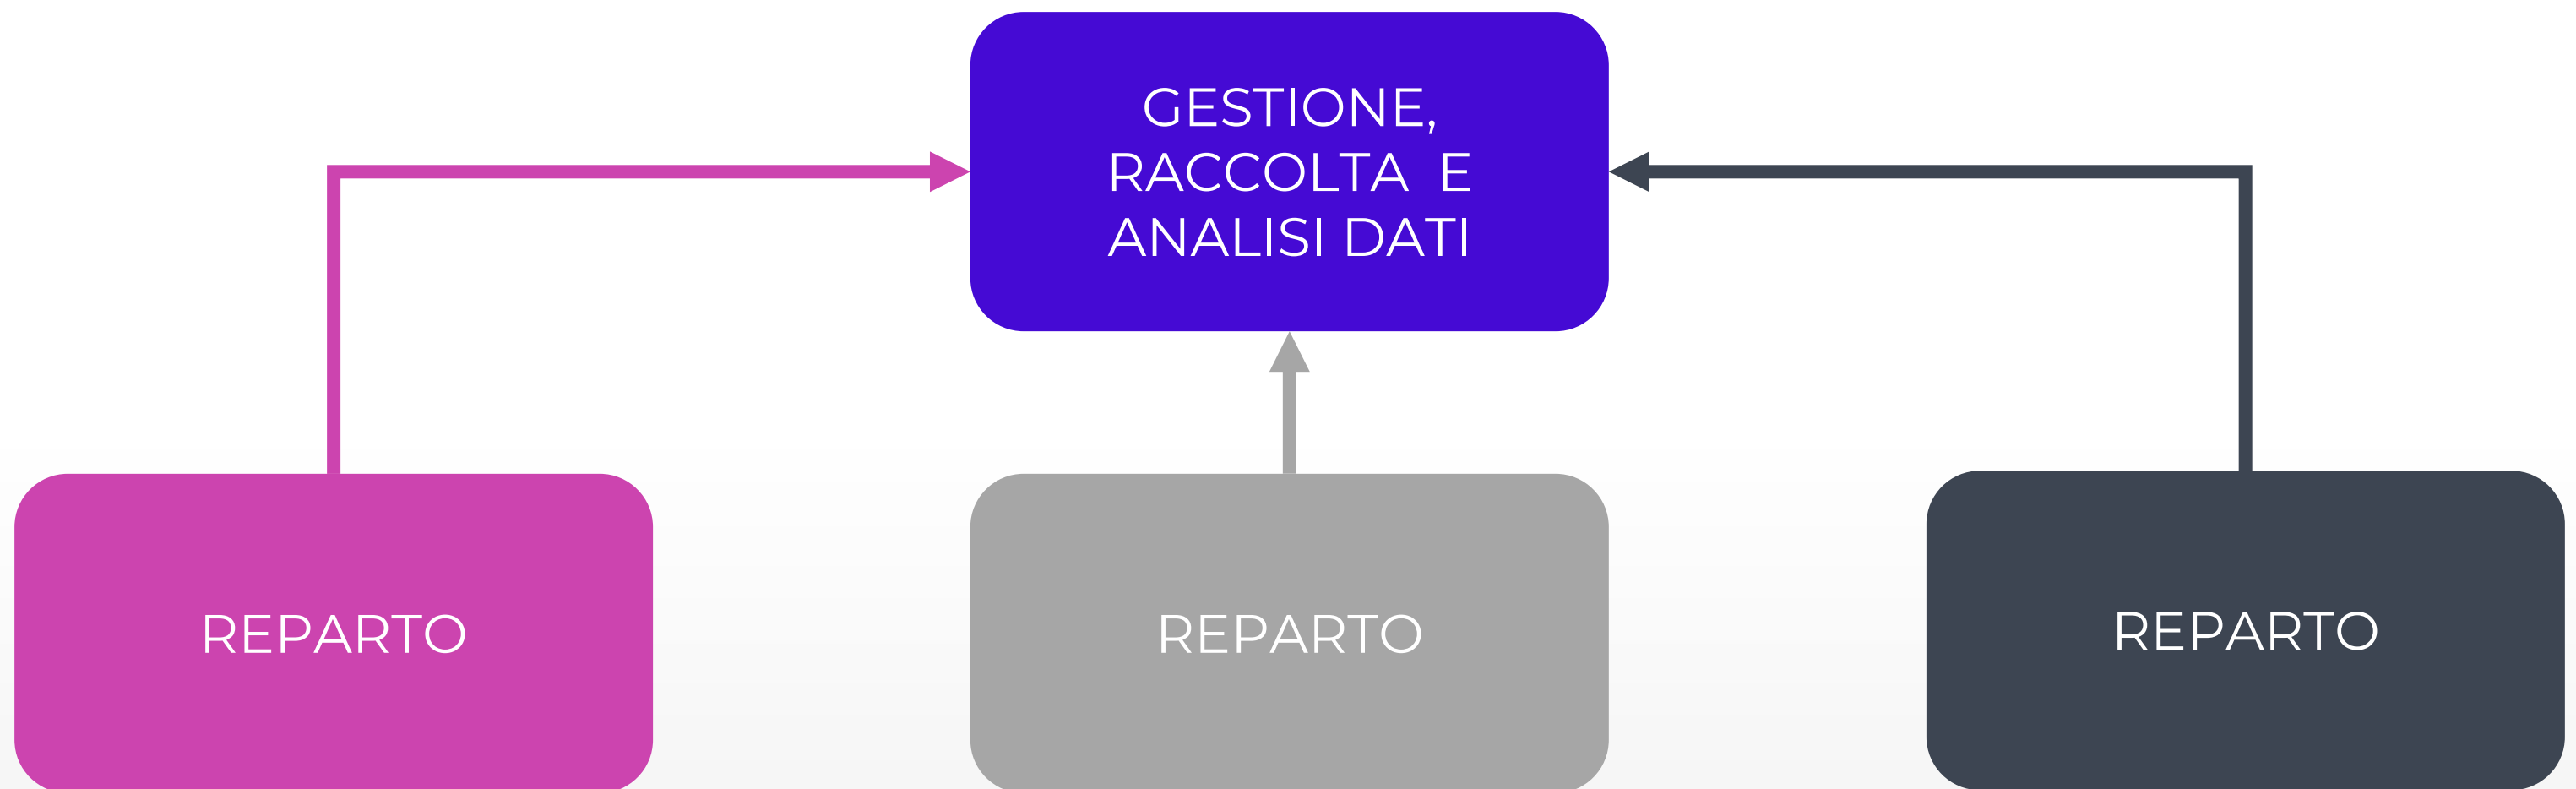 GESTIONE,
RACCOLTA E
ANALISI DATI
REPARTO
REPARTO
REPARTO